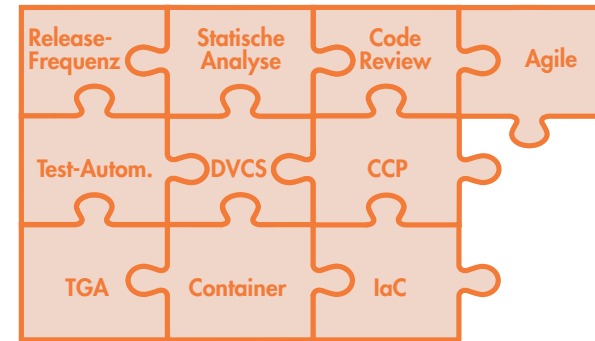 Release-
Frequenz
Statische
Analyse
Code
Review
Agile
Test-Autom.
DVCS
CCP
TGA
Container
IaC